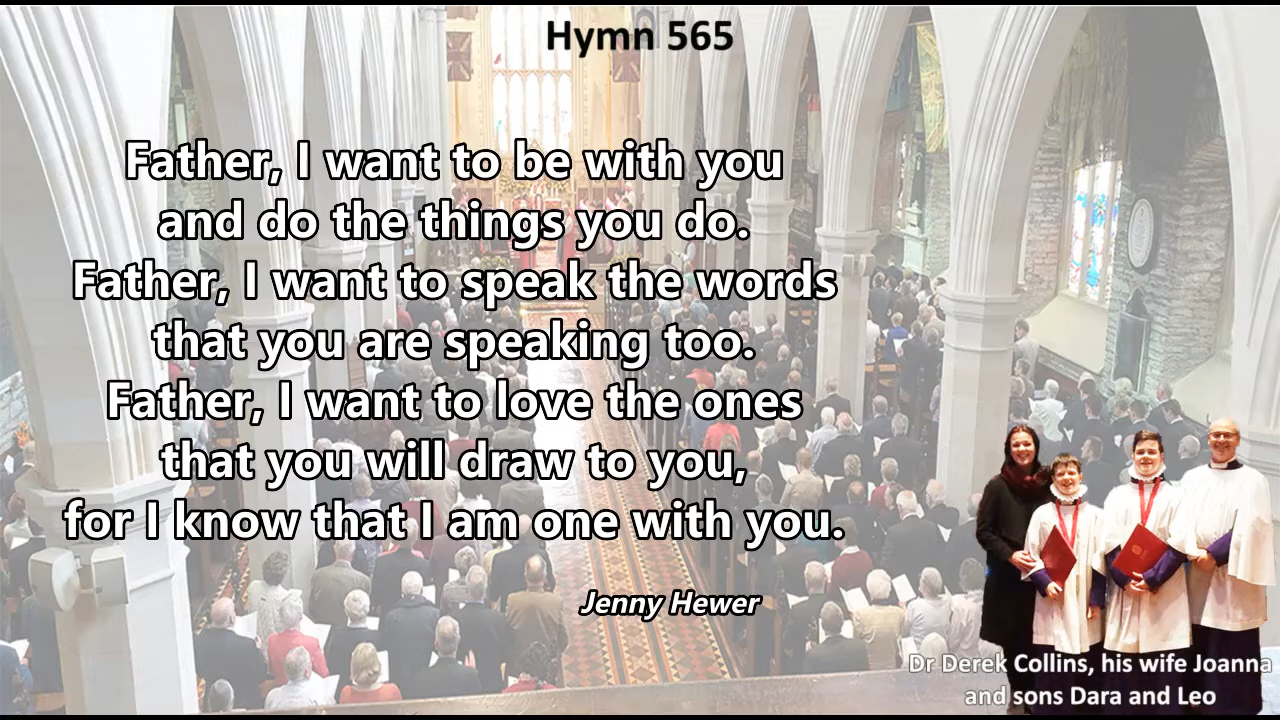 Hymn 565
Father, I want to be with you
and do the things you do.
Father, I want to speak the words
that you are speaking too.
Father, I want to love the ones
that you will draw to you,
for I know that I am one with you.
Jenny Hewer
Dr Derek Collins, his wife Joanna
and sons Dara and Leo